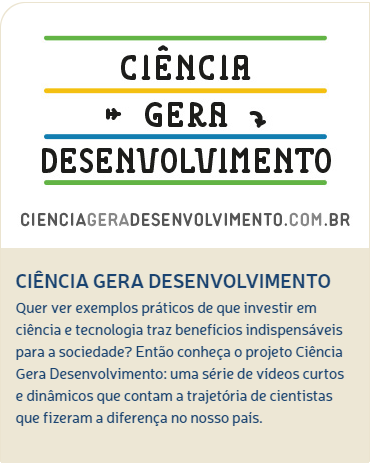 CIÊNCIA
GERA
DESENVOLVIMENTO
CIENCIAGERADESENVOLVIMENTO.COM.BR
CIÊNCIA GERA DESENVOLVIMENTO
Quer ver exemplos práticos de que investir em
ciência e tecnologia traz benefícios indispensáveis
para a sociedade? Então conheça o projeto Ciência
Gera Desenvolvimento: uma série de vídeos curtos
e dinâmicos que contam a trajetória de cientistas
que fizeram a diferença no nosso país.